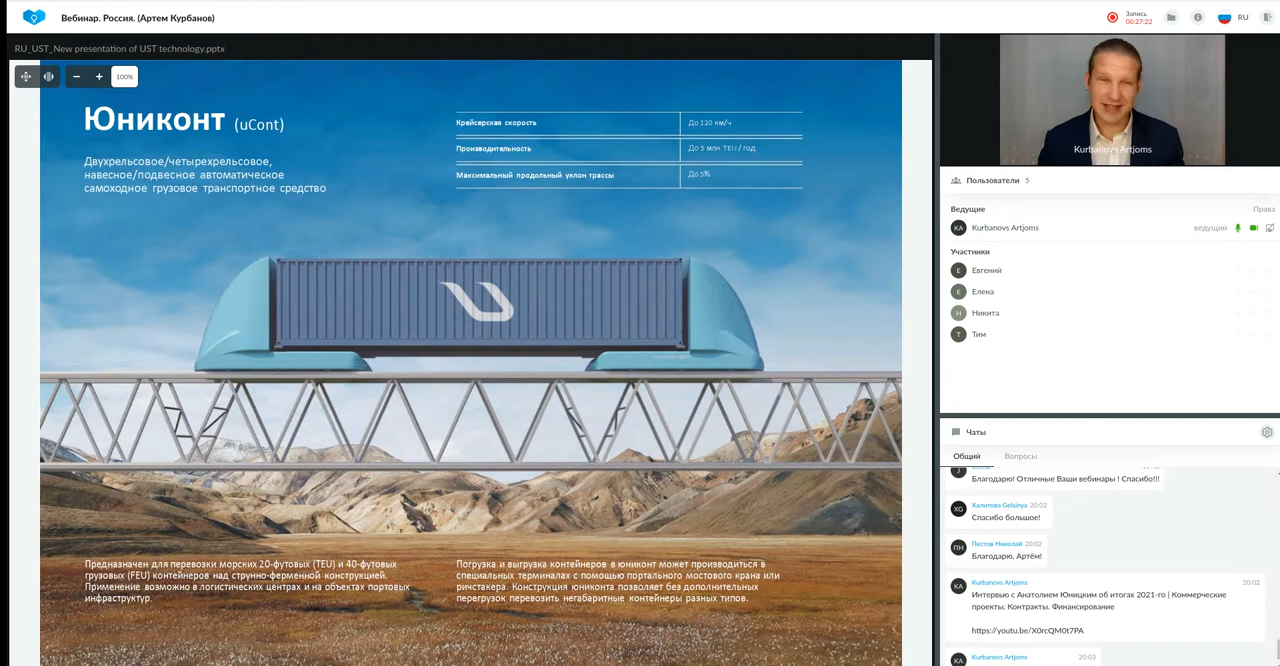 Вебинар. Россия. (Артем Курбанов)
Запись
00:27:22
RU
RU_UST_New presentation of UST technology.pptx
100%
Юниконт (uCont)
Двухрельсовое/четырехрельсовое,
навесное/подвесное автоматическое
самоходное грузовое транспортное средство
Крейсерская скорость До 120 км/ч
Производительность До 5 млн TEU / год
Максимальный продольный уклон трассы До 5%
Предназначен для перевозки морских 20-футовых (TEU) и 40-футовых
грузовых (FEU) контейнеров над струнно-ферменной конструкцией.
Применение возможно в логистических центрах и на объектах портовых
инфраструктур.
Погрузка и выгрузка контейнеров в юниконт может производиться в
специальных терминалах с помощью портального мостового крана или
ричстакера. Конструкция юниконта позволяет без дополнительных
перегрузок перевозить негабаритные контейнеры разных типов.
Kurbanovs Artjoms
Пользователи 5
Ведущие Права
KA Kurbanovs Artjoms ведущий
Участники
Е Евгений
Е Елена
Н Никита
Т Тим
Чаты
Общий Вопросы
Благодарю! Отличные Ваши вебинары ! Спасибо!!!
XG Халитова Gelsinya 20:02
Спасибо большое!
ПН Пестов Николай 20:02
Благодарю, Артём!
KA Kurbanovs Artjoms 20:02
Интервью с Анатолием Юницким об итогах 2021-го | Коммерческие
проекты. Контракты. Финансирование
https://youtu.be/X0rcQM0t7PA
KA Kurbanovs Artjoms 20:03